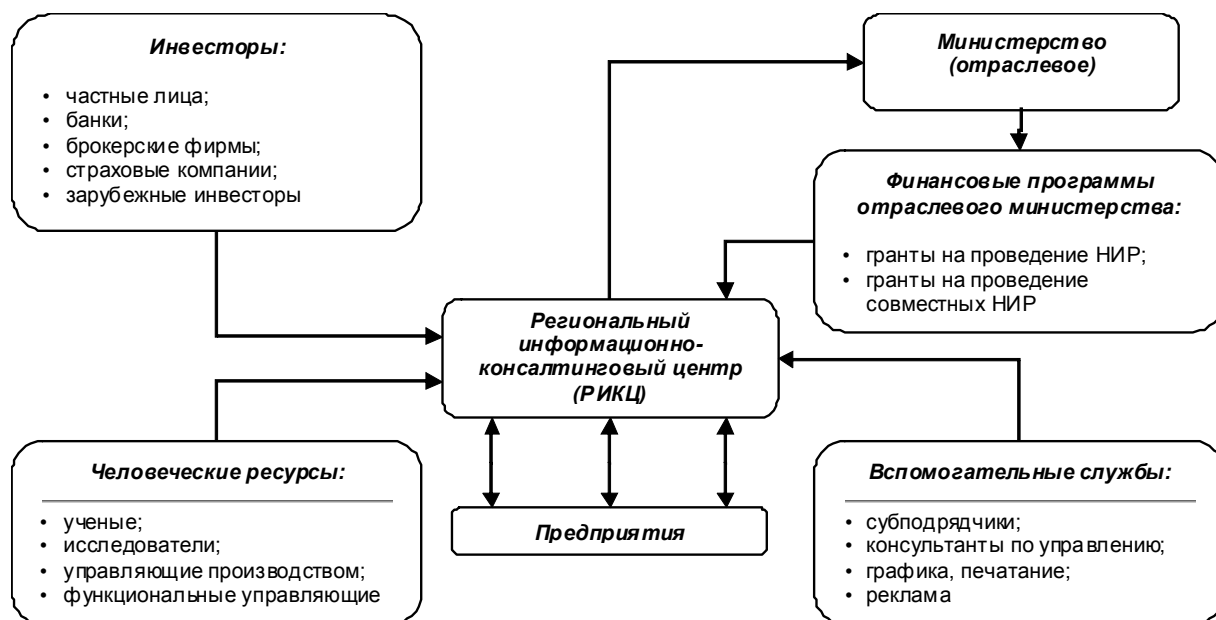 Инвесторы:
• частные лица;
• банки;
• брокерские фирмы;
• страховые компании;
• зарубежные инвесторы
Министерство
(отраслевое)
Финансовые программы
отраслевого министерства:
• гранты на проведение НИР;
• гранты на проведение
совместных НИР
Региональный
информационно-
консалтинговый центр
(РИКЦ)
Человеческие ресурсы:
• ученые;
• исследователи;
• управляющие производством;
• функциональные управляющие
Предприятия
Вспомогательные службы:
• субподрядчики;
• консультанты по управлению;
• графика, печатание;
• реклама